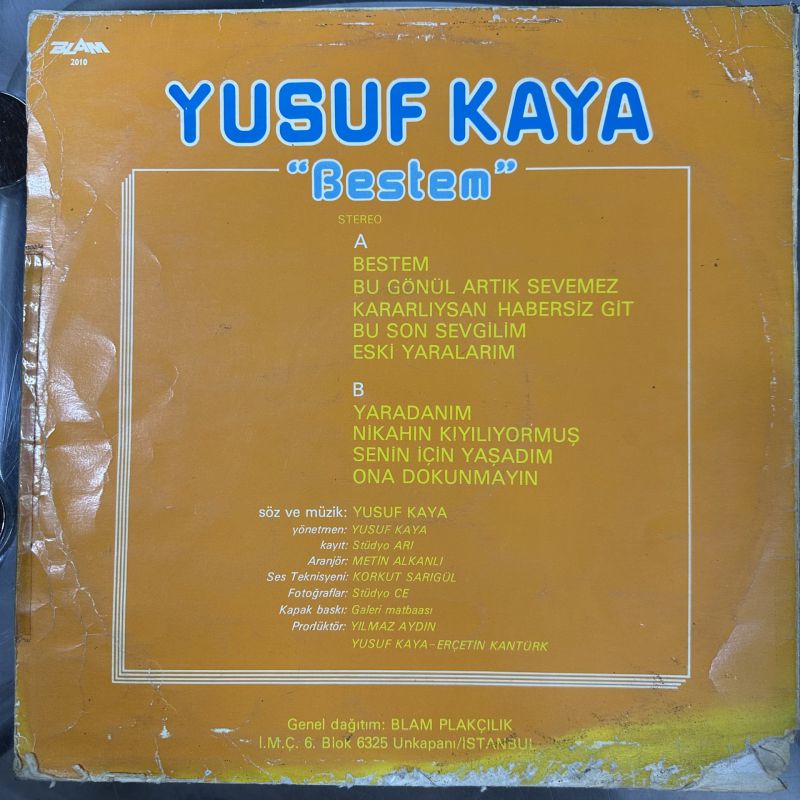 BLAM
2010
YUSUF KAYA
“Bestem”
STEREO
A
BESTEM
BU GÖNÜL ARTIK SEVEMEZ
KARARLIYSAN HABERSİZ GİT
BU SON SEVGİLİM
ESKİ YARALARIM
B
YARADANIM
NİKAHIN KIYILIYORMUŞ
SENİN İÇİN YAŞADIM
ONA DOKUNMAYIN
söz ve müzik: YUSUF KAYA
yönetmen: YUSUF KAYA
kayıt: Stüdyo ARI
Aranjör: METİN ALKANLI
Ses Teknisyeni: KORKUT SARIGÜL
Fotoğraflar: Stüdyo CE
Kapak baskı: Galeri matbaası
Prodüktör: YILMAZ AYDIN
YUSUF KAYA-ERÇETİN KANTÜRK
Genel dağıtım: BLAM PLAKÇILIK
İ.M.Ç. 6. Blok 6325 Unkapanı/İSTANBUL